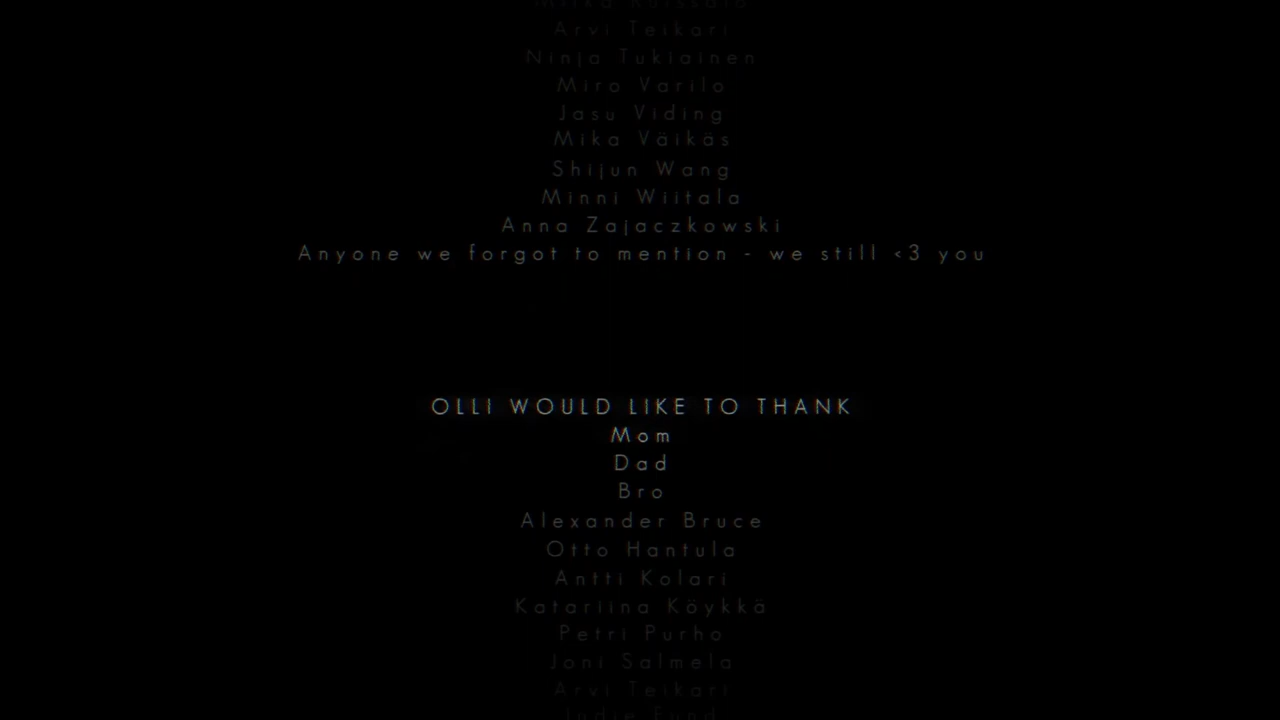 Arvi Teikari
Ninja Tukiainen
Miro Varilo
Jasu Viding
Mika Väikäs
Shijun Wang
Minni Wiitala
Anna Zajaczkowski
Anyone we forgot to mention - we still <3 you
OLLI WOULD LIKE TO THANK
Mom
Dad
Bro
Alexander Bruce
Otto Hantula
Antti Kolari
Katariina Köykkä
Petri Purho
Joni Salmela
Arvi Teikari
Indie Fund